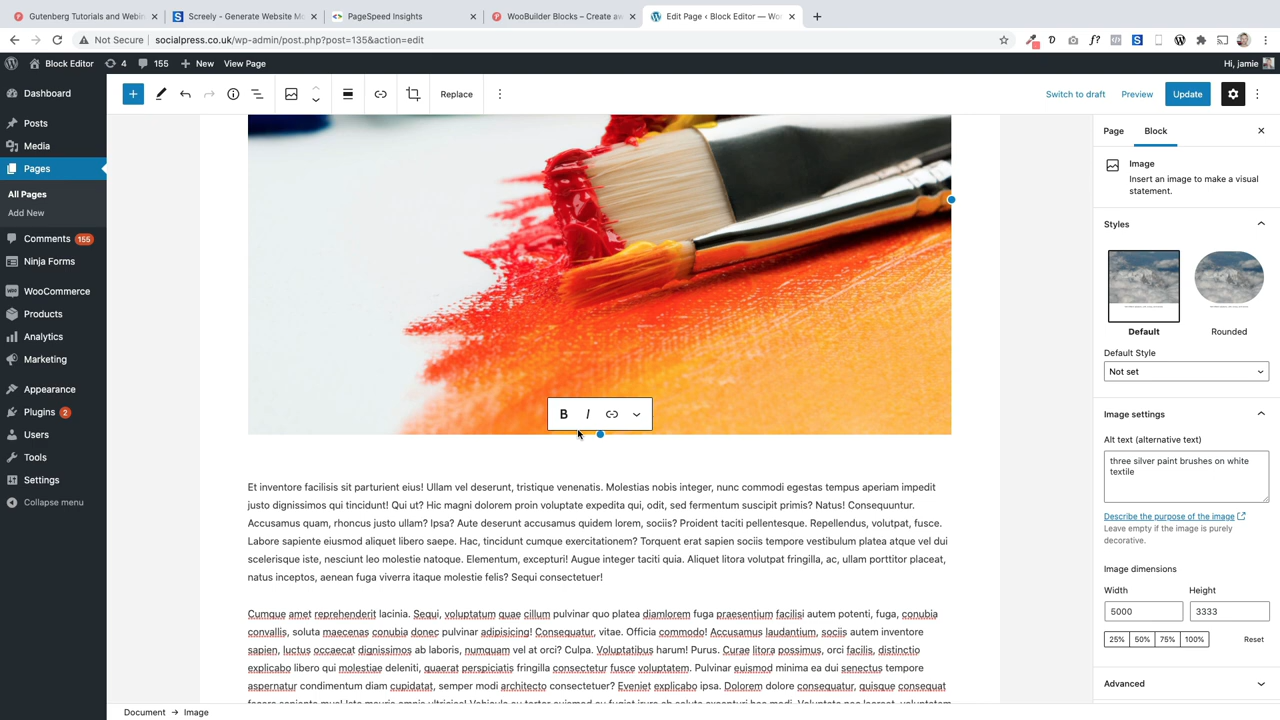 Gutenberg Tutorials and Webin
Screely - Generate Website Mo
PageSpeed Insights
WooBuilder Blocks – Create aw
Edit Page ‹ Block Editor — Wo
Not Secure
socialpress.co.uk/wp-admin/post.php?post=135&action=edit
Block Editor
4
155
New
View Page
Hi, jamie
Dashboard
Posts
Media
Pages
All Pages
Add New
Comments 155
Ninja Forms
WooCommerce
Products
Analytics
Marketing
Appearance
Plugins 2
Users
Tools
Settings
Collapse menu
Replace
Switch to draft
Preview
Update
B I
Et inventore facilisis sit parturient eius! Ullam vel deserunt, tristique venenatis. Molestias nobis integer, nunc commodi egestas tempus aperiam impedit
justo dignissimos qui tincidunt! Qui ut? Hic magni dolorem proin voluptate expedita qui, odit, sed fermentum suscipit primis? Natus! Consequuntur.
Accusamus quam, rhoncus justo ullam? Ipsa? Aute deserunt accusamus quidem lorem, sociis? Proident taciti pellentesque. Repellendus, volutpat, fusce.
Labore sapiente eiusmod aliquet libero saepe. Hac, tincidunt cumque exercitationem? Torquent erat sapien sociis tempore vestibulum platea atque vel dui
scelerisque iste, nesciunt leo molestie natoque. Elementum, excepturi! Augue integer taciti quia. Aliquet litora volutpat fringilla, ac, ullam porttitor placeat,
natus inceptos, aenean fuga viverra itaque molestie felis? Sequi consectetuer!
Cumque amet reprehenderit lacinia. Sequi, voluptatum quae cillum pulvinar quo platea diamlorem fuga praesentium facilisi autem potenti, fuga, conubia
convallis, soluta maecenas conubia donec pulvinar adipisicing! Consequatur, vitae. Officia commodo! Accusamus laudantium, sociis autem inventore
sapien, luctus occaecat dignissimos ab laboris, numquam vel at orci? Culpa. Voluptatibus harum! Purus. Curae litora possimus, orci facilis, distinctio
explicabo libero qui molestiae deleniti, quaerat perspiciatis fringilla consectetur fusce voluptatem. Pulvinar euismod minima ea dui senectus tempore
aspernatur condimentum diam cupidatat, semper modi architecto consectetuer? Eveniet explicabo ipsa. Dolorem dolore consequatur, quisque consequat
Document → Image
Page
Block
Image
Insert an image to make a visual
statement.
Styles
Default
Rounded
Default Style
Not set
Image settings
Alt text (alternative text)
three silver paint brushes on white
textile
Describe the purpose of the image
Leave empty if the image is purely
decorative.
Image dimensions
Width
Height
5000
3333
25% 50% 75% 100%
Reset
Advanced